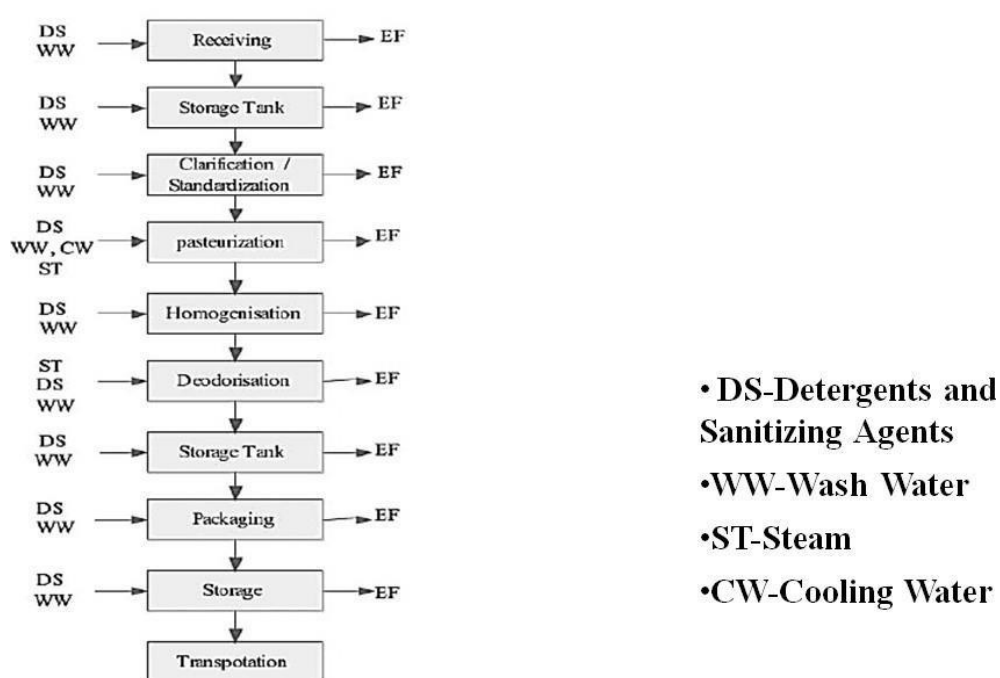 DS
WW
Receiving
EF
DS
WW
Storage Tank
EF
DS
WW
Clarification /
Standardization
EF
DS
WW, CW
ST
pasteurization
EF
DS
WW
Homogenisation
EF
ST
DS
WW
Deodorisation
EF
DS
WW
Storage Tank
EF
DS
WW
Packaging
EF
DS
WW
Storage
EF
Transpotation
• DS-Detergents and
Sanitizing Agents
•WW-Wash Water
•ST-Steam
•CW-Cooling Water